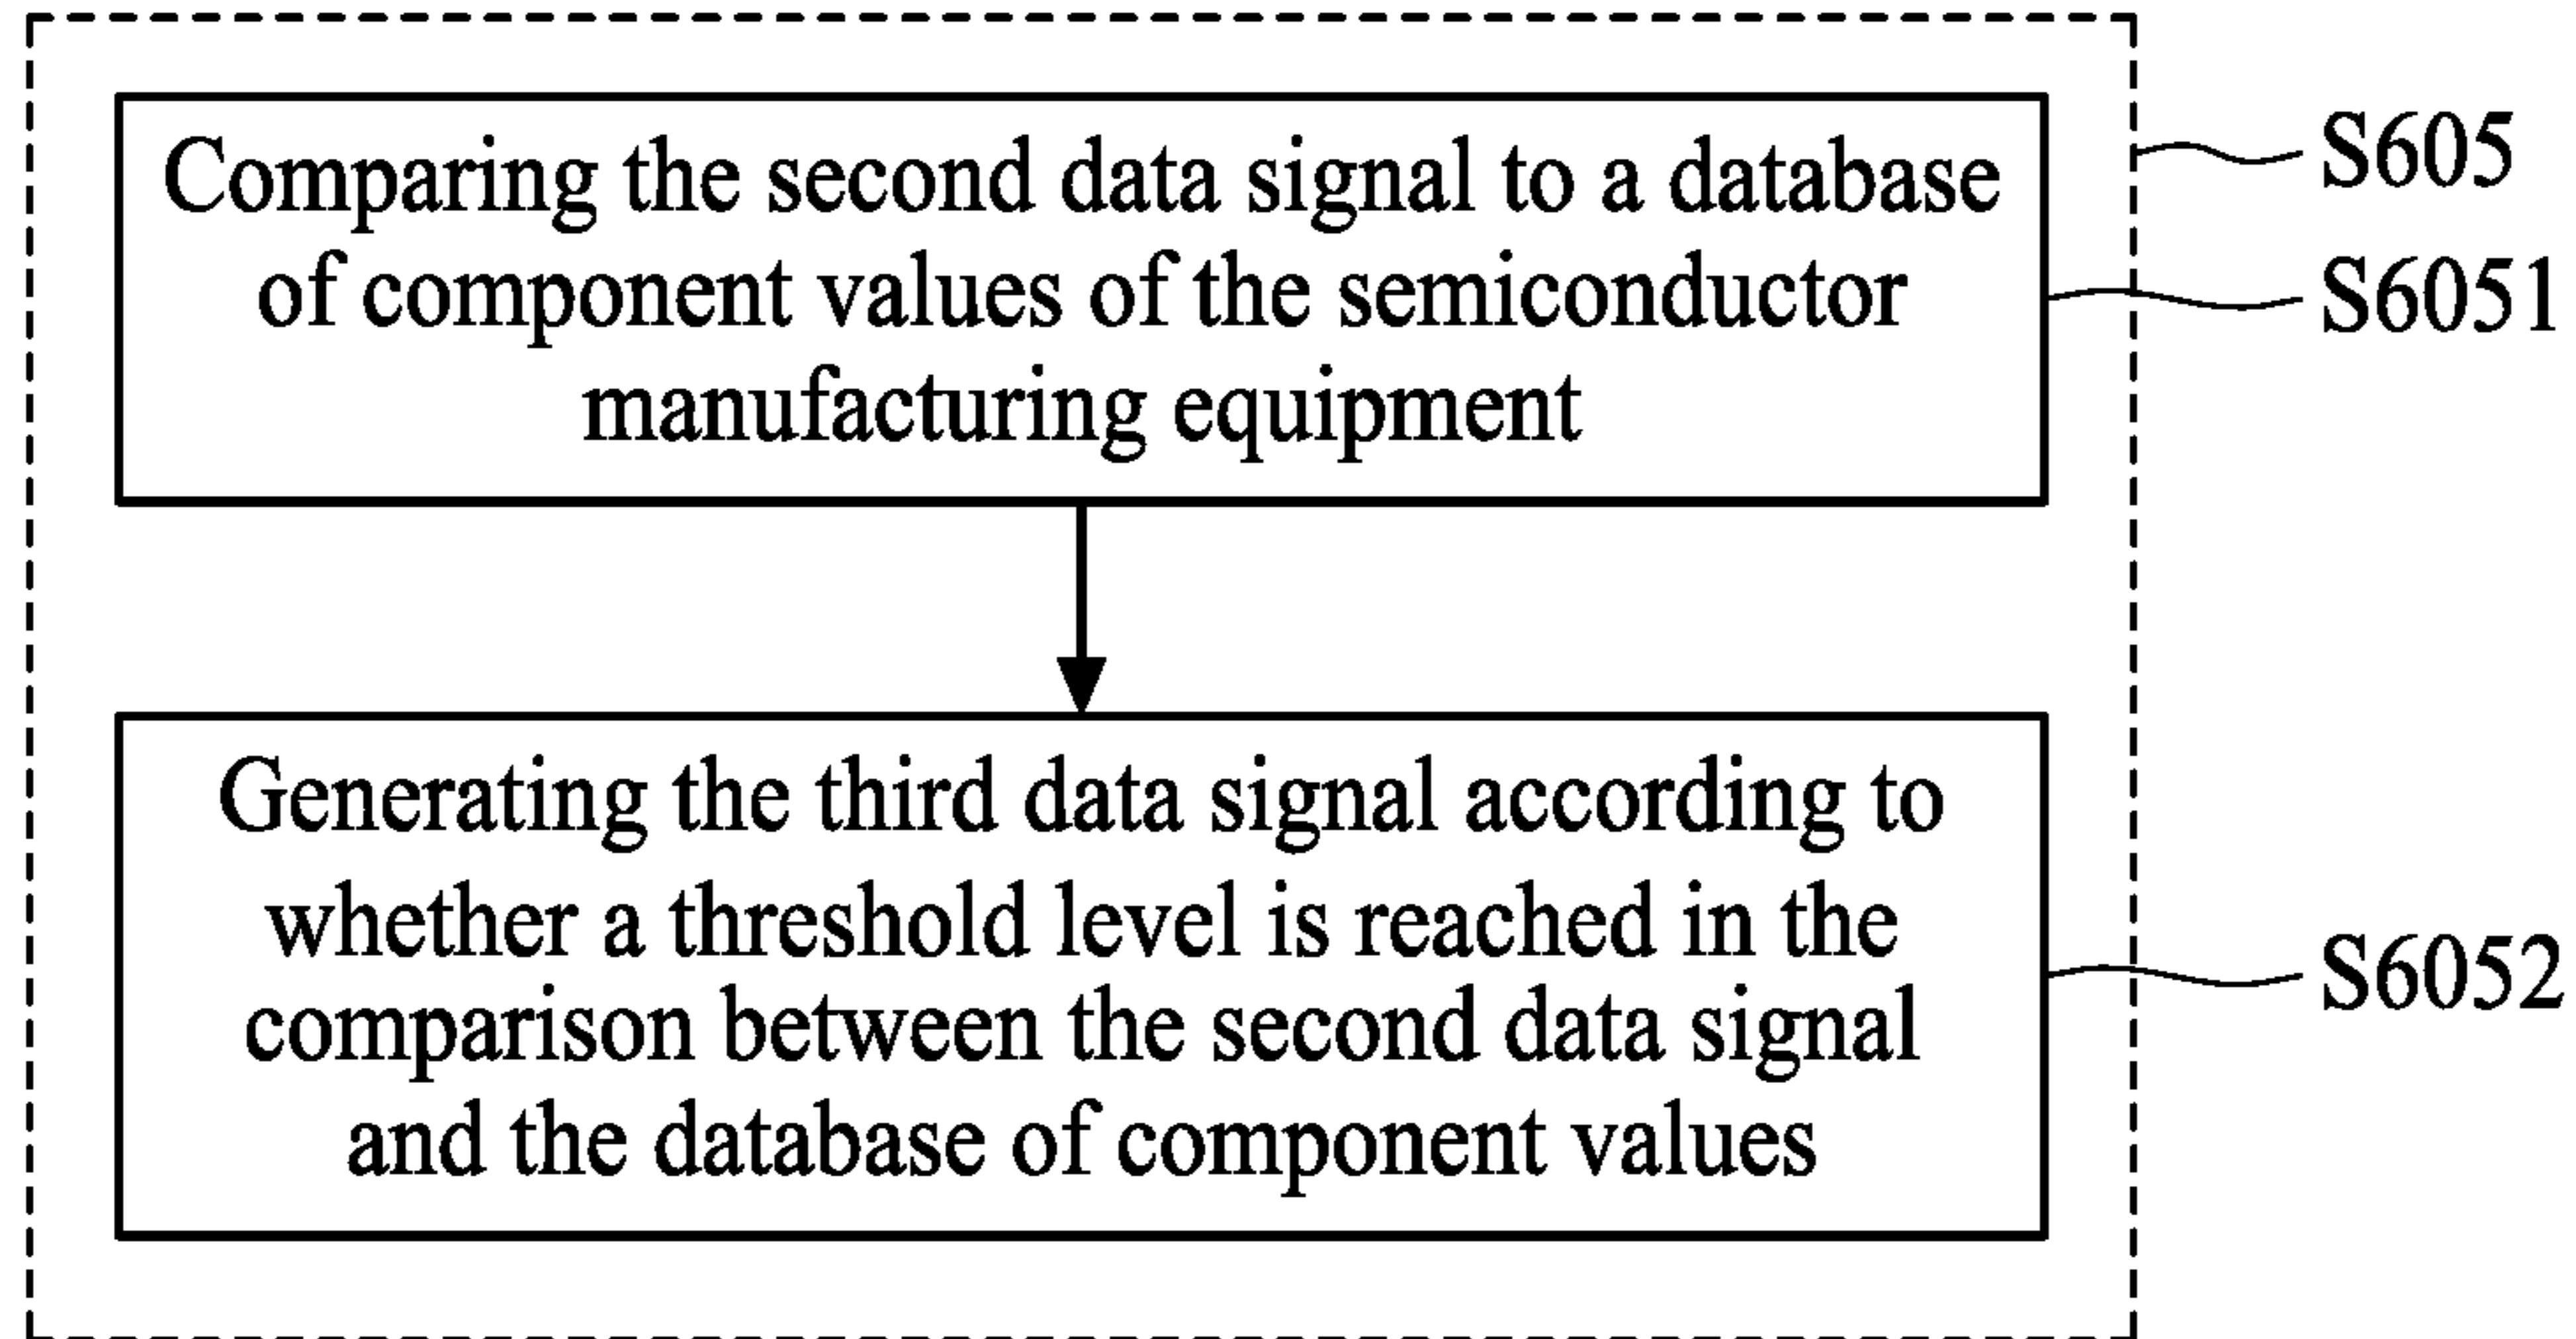 Comparing the second data signal to a database
of component values of the semiconductor
manufacturing equipment
S605
S6051
Generating the third data signal according to
whether a threshold level is reached in the
comparison between the second data signal
and the database of component values
S6052